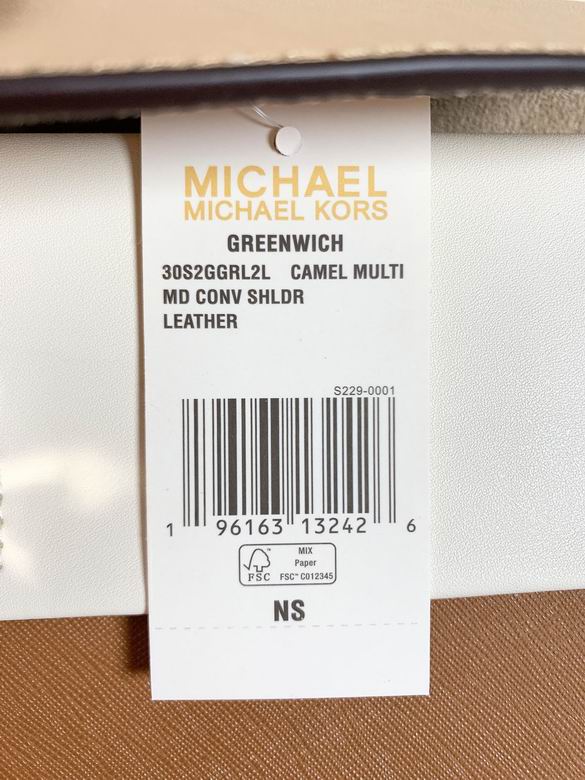 MICHAEL
MICHAEL KORS
GREENWICH
30S2GGRL2L CAMEL MULTI
MD CONV SHLDR
LEATHER
S229-0001
1 96163 13242 6
FSC™
MIX
Paper
FSC™ C012345
NS